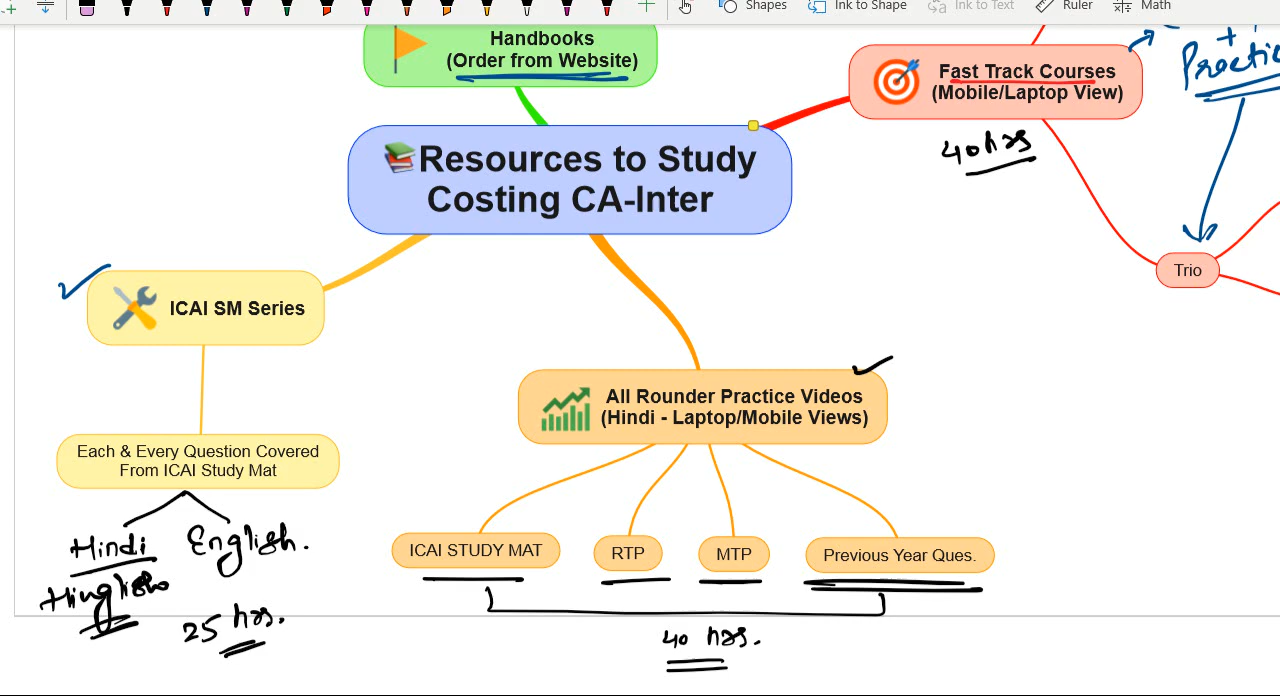 Shapes
Ink to Shape
Ink to Text
Ruler
Math
Handbooks
(Order from Website)
Fast Track Courses
(Mobile/Laptop View)
+
40 hrs
Resources to Study
Costing CA-Inter
Trio
ICAI SM Series
All Rounder Practice Videos
(Hindi - Laptop/Mobile Views)
Each & Every Question Covered
From ICAI Study Mat
Hindi
English.
Hinglish
25 hrs.
ICAI STUDY MAT
RTP
MTP
Previous Year Ques.
40 hrs.